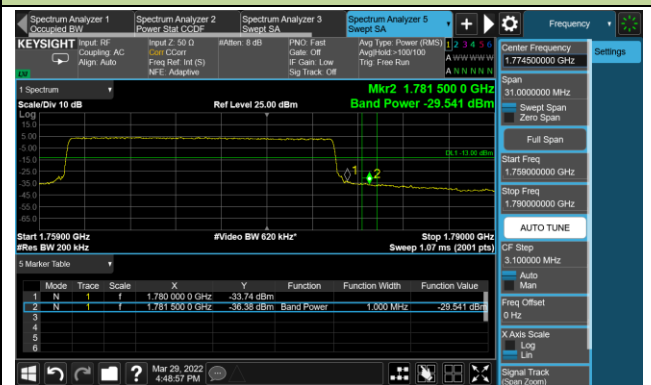 Spectrum Analyzer 1
Occupied BW
Spectrum Analyzer 2
Power Stat CCDF
Spectrum Analyzer 3
Swept SA
Spectrum Analyzer 5
Swept SA
Frequency
KEYSIGHT
Input: RF
Coupling: AC
Align: Auto
Input Z: 50 Ω
Corr CCorr
Freq Ref: Int (S)
NFE: Adaptive
#Atten: 8 dB
PNO: Fast
Gate: Off
IF Gain: Low
Sig Track: Off
Avg Type: Power (RMS)
Avg|Hold:>100/100
Trig: Free Run
1 2 3 4 5 6
A W W W W W
A N N N N N
1 Spectrum
Scale/Div 10 dB
Ref Level 25.00 dBm
Mkr2 1.781 500 0 GHz
Band Power -29.541 dBm
Log
15.0
5.00
-5.00
-15.0
-25.0
-35.0
-45.0
-55.0
-65.0
DL1 -13.00 dBm
1
2
Start 1.75900 GHz
#Res BW 200 kHz
#Video BW 620 kHz*
Stop 1.79000 GHz
Sweep 1.07 ms (2001 pts)
5 Marker Table
Mode Trace Scale X Y Function Function Width Function Value
1 N 1 f 1.780 000 0 GHz -33.74 dBm
2 N 1 f 1.781 500 0 GHz -36.38 dBm Band Power 1.000 MHz -29.541 dBm
3
4
5
6
Mar 29, 2022
4:48:57 PM
Center Frequency
1.774500000 GHz
Settings
Span
31.0000000 MHz
Swept Span
Zero Span
Full Span
Start Freq
1.759000000 GHz
Stop Freq
1.790000000 GHz
AUTO TUNE
CF Step
3.100000 MHz
Auto
Man
Freq Offset
0 Hz
X Axis Scale
Log
Lin
Signal Track
(Span Zoom)